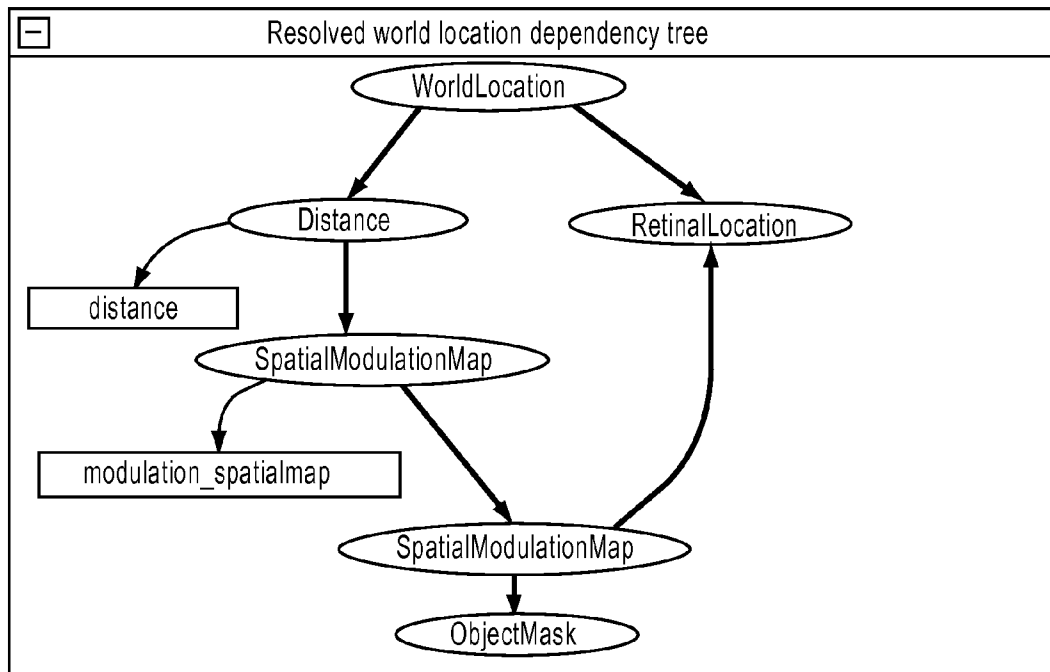 Resolved world location dependency tree
WorldLocation
Distance
RetinalLocation
distance
SpatialModulationMap
modulation_spatialmap
SpatialModulationMap
ObjectMask